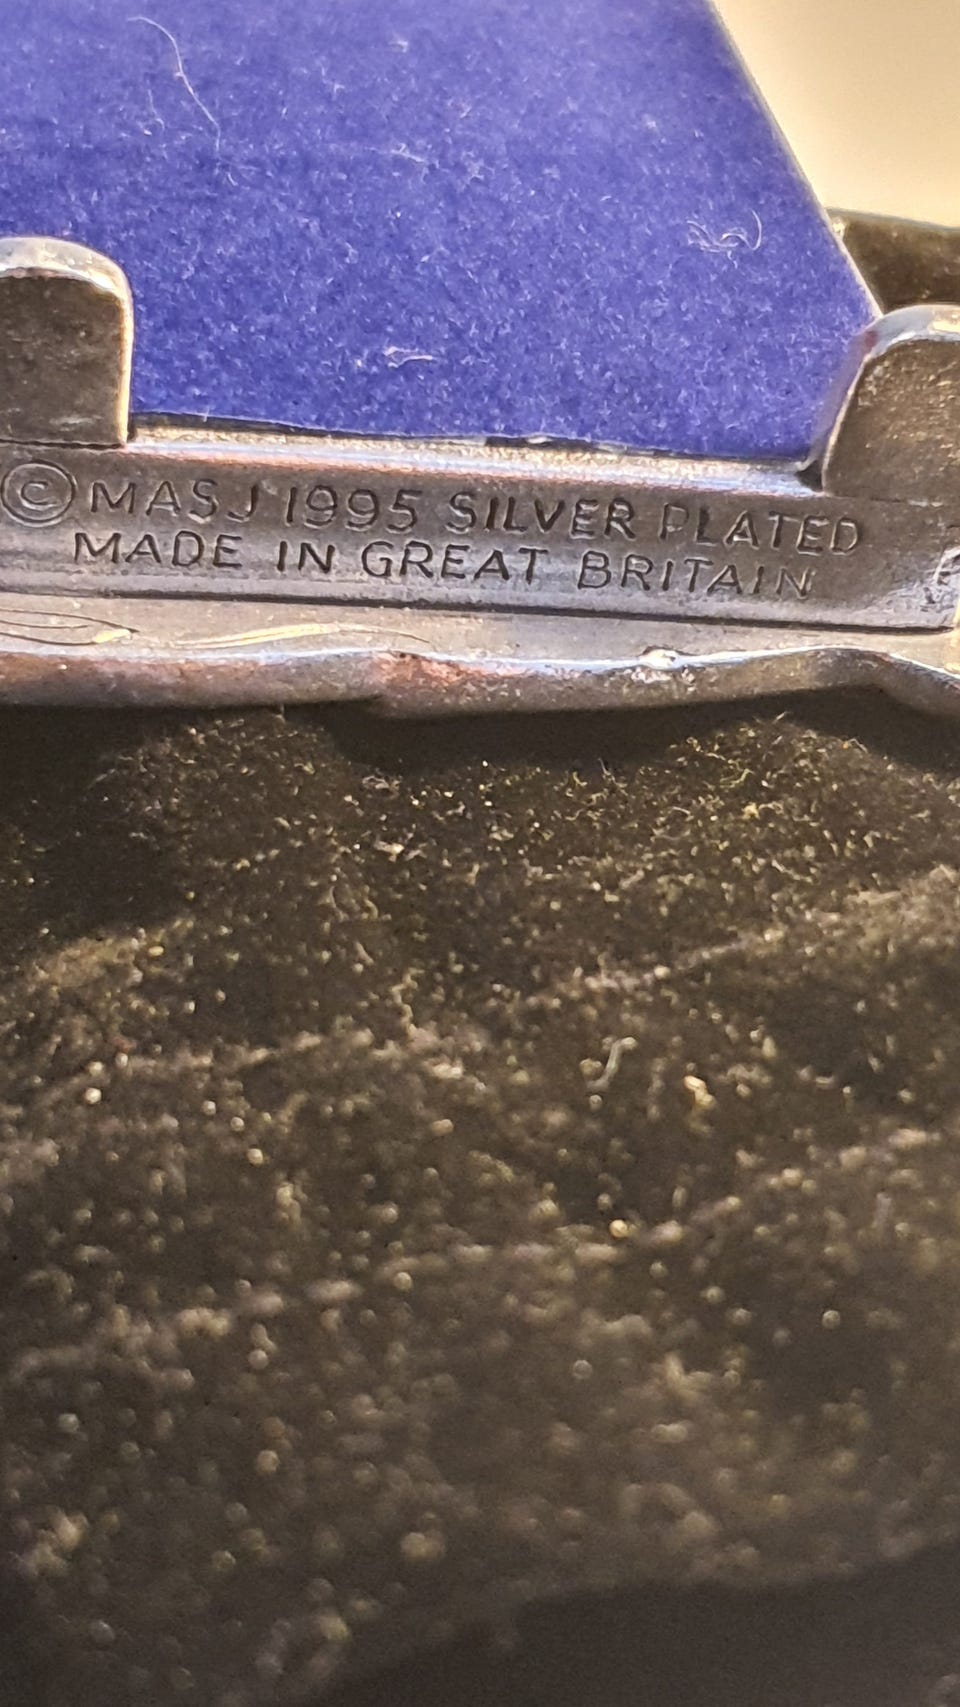 © MASJ 1995 SILVER PLATED
MADE IN GREAT BRITAIN